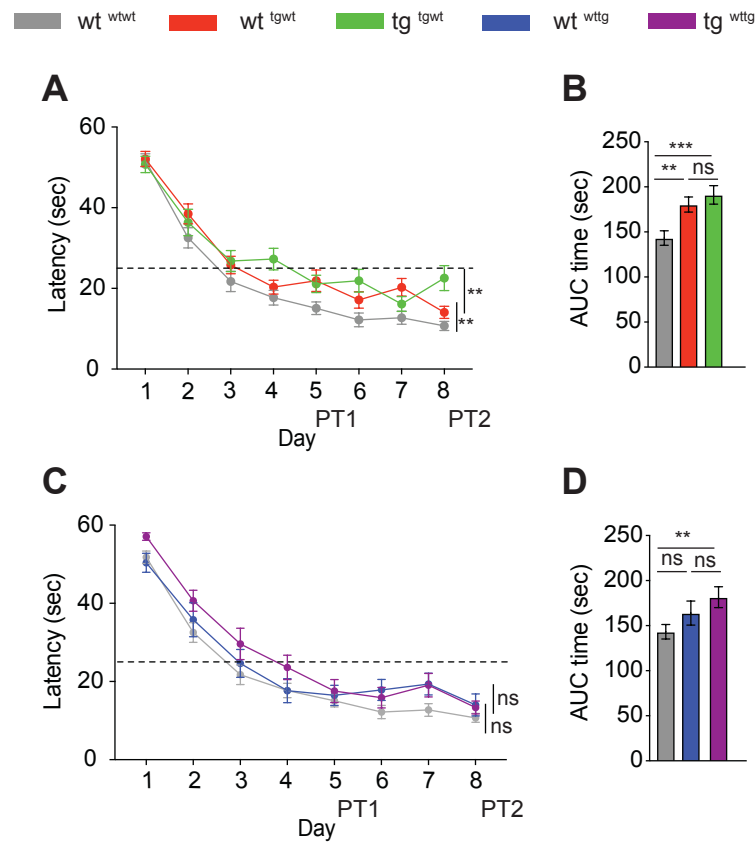 wt wtwt wt tgwt tg tgwt wt wttg tg wttg
A
B
60
40
20
0
Latency (sec)
**
**
1 2 3 4 5 6 7 8
PT1 PT2
Day
250
200
150
100
50
0
AUC time (sec)
***
** ns
C
D
60
40
20
0
Latency (sec)
ns
ns
1 2 3 4 5 6 7 8
PT1 PT2
Day
250
200
150
100
50
0
AUC time (sec)
**
ns ns